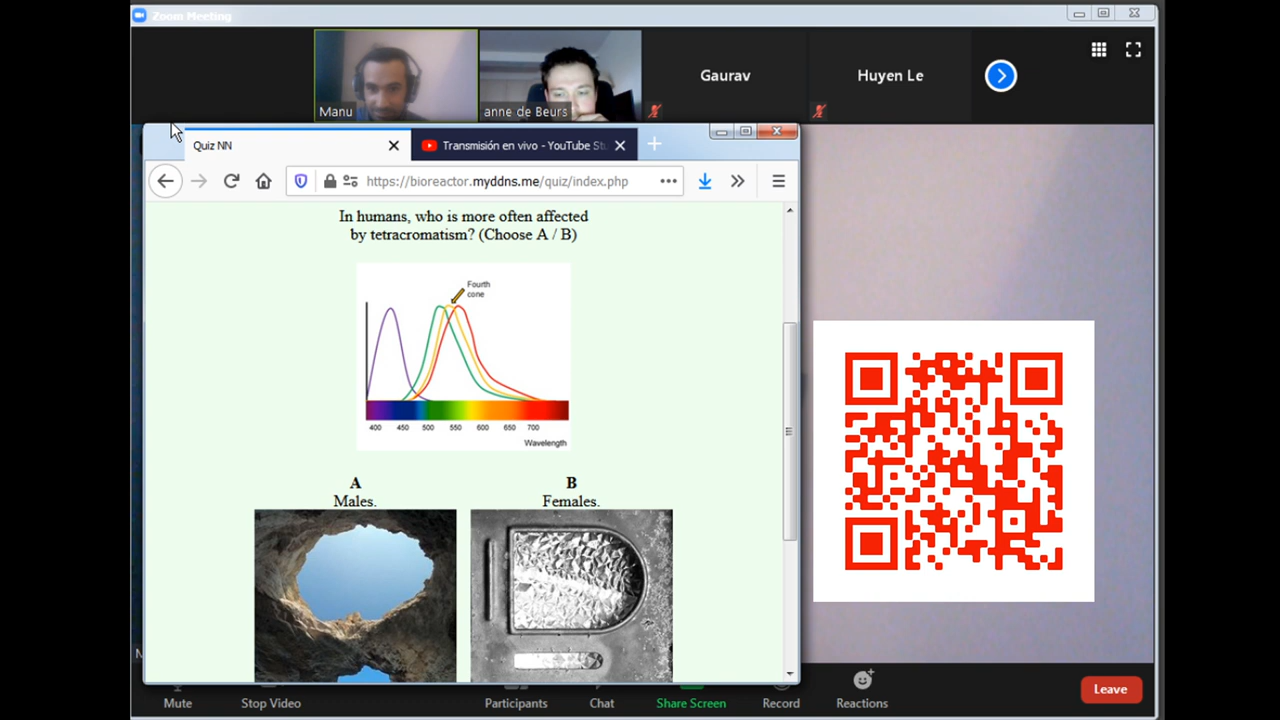 Zoom Meeting
Manu
anne de Beurs
Gaurav
Huyen Le
Quiz NN
Transmisión en vivo - YouTube St
https://bioreactor.myddns.me/quiz/index.php
In humans, who is more often affected
by tetracromatism? (Choose A / B)
Fourth
cone
400 450 500 550 600 650 700
Wavelength
A
Males.
B
Females.
M
Mute
Stop Video
Participants
Chat
Share Screen
Record
Reactions
Leave